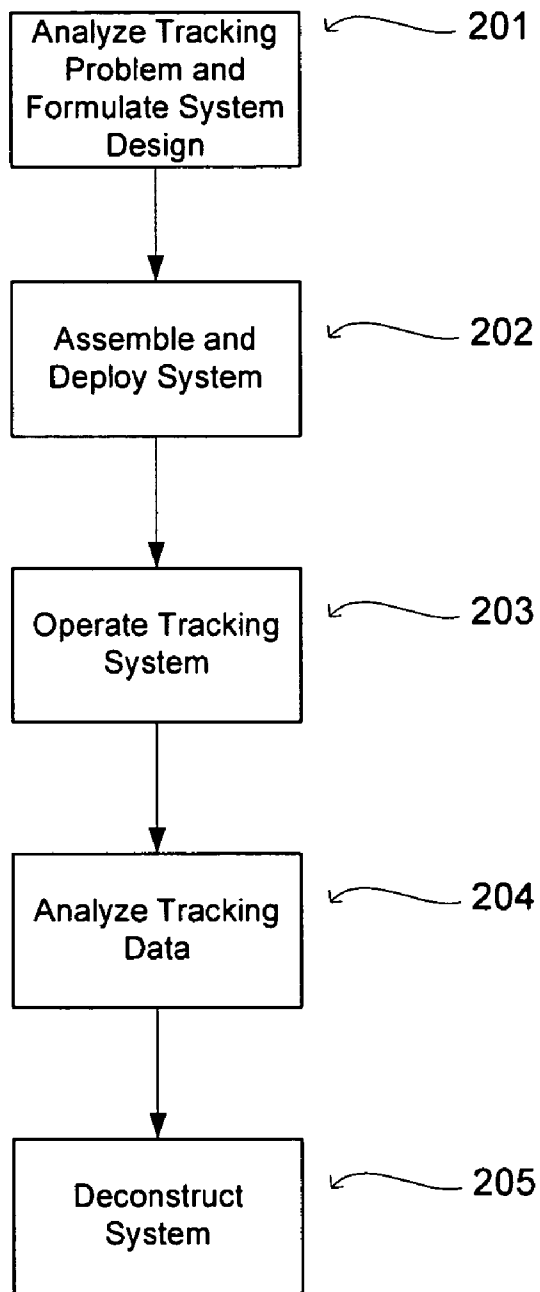 Analyze Tracking
Problem and
Formulate System
Design
201
Assemble and
Deploy System
202
Operate Tracking
System
203
Analyze Tracking
Data
204
Deconstruct
System
205